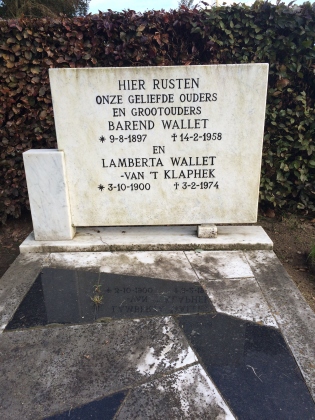 HIER RUSTEN
ONZE GELIEFDE OUDERS
EN GROOTOUDERS
BAREND WALLET
* 9-8-1897 ‡ 14-2-1958
EN
LAMBERTA WALLET
-VAN 'T KLAPHEK
* 3-10-1900 ‡ 3-2-1974